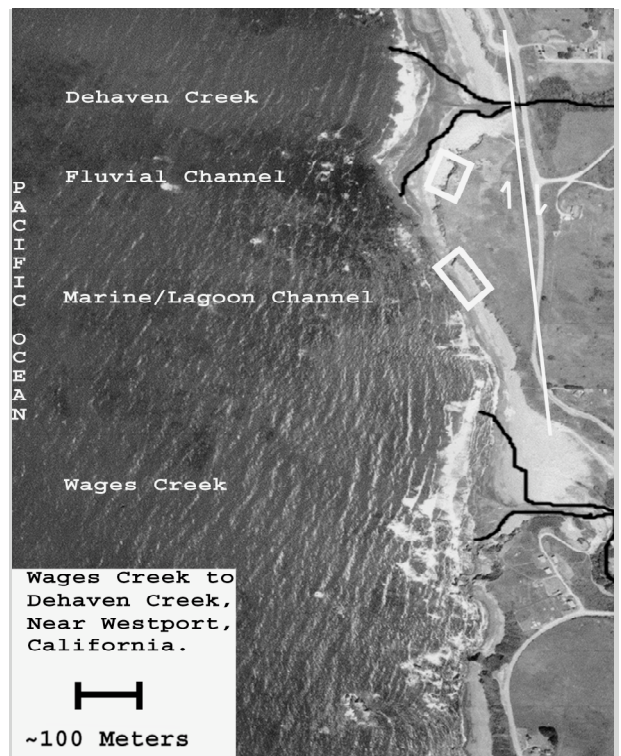 Dehaven Creek
Fluvial Channel
PACIFIC OCEAN
Marine/Lagoon Channel
Wages Creek
Wages Creek to
Dehaven Creek,
Near Westport,
California.
~100 Meters